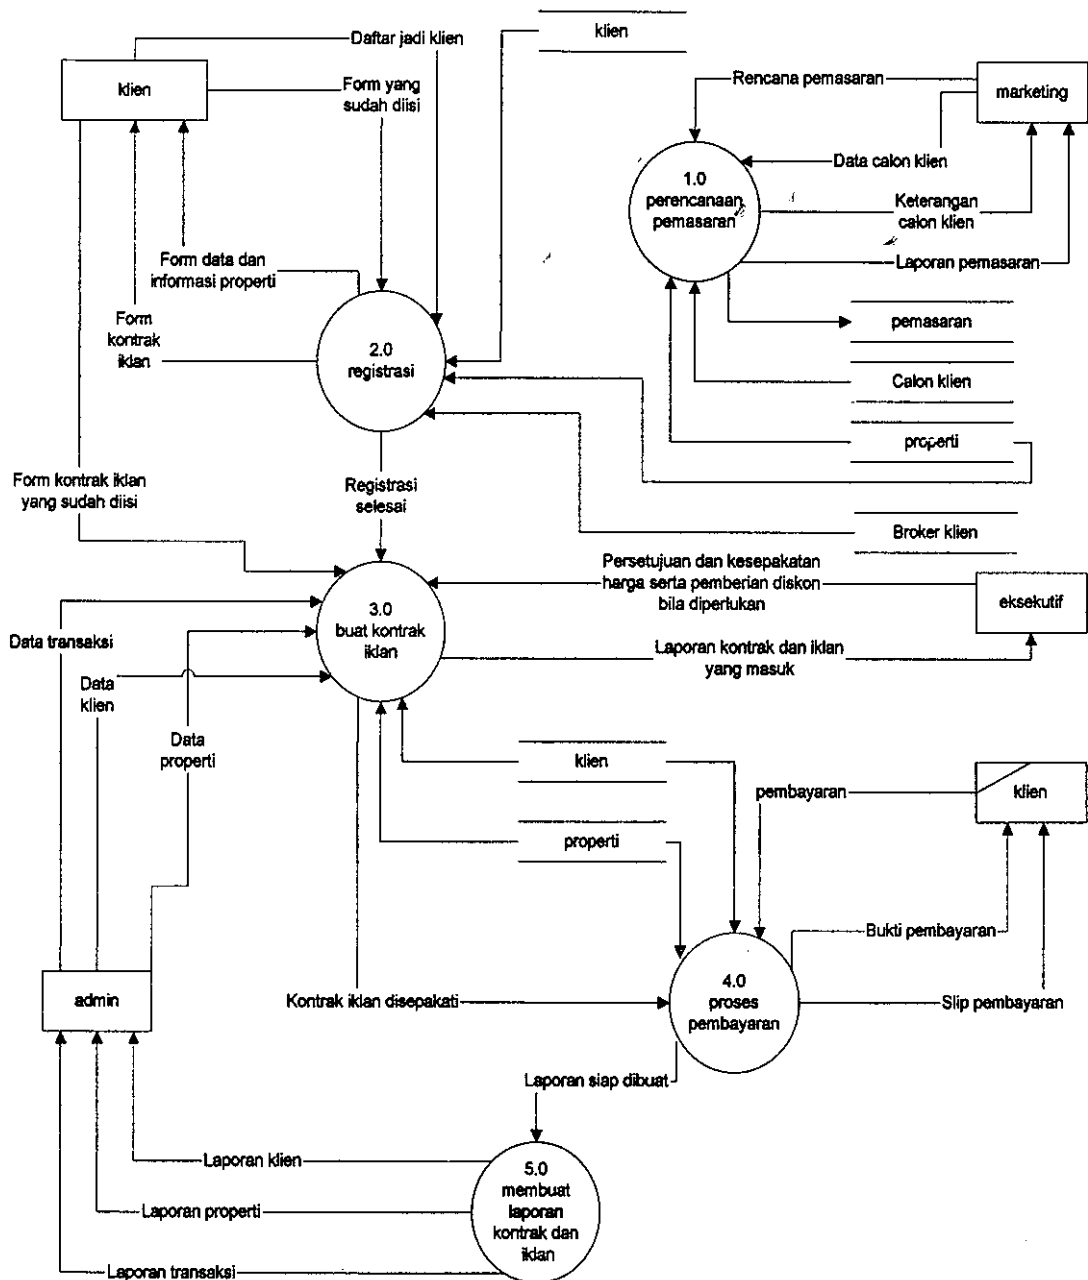 Daftar jadi klien
klien
klien
Form yang
sudah diisi
Rencana pemasaran
marketing
Data calon klien
1.0
perencanaan
pemasaran
Keterangan
calon klien
Laporan pemasaran
Form data dan
informasi properti
Form
kontrak
iklan
2.0
registrasi
pemasaran
Calon klien
properti
Form kontrak iklan
yang sudah diisi
Registrasi
selesai
Broker klien
Persetujuan dan kesepakatan
harga serta pemberian diskon
bila diperlukan
eksekutif
3.0
buat kontrak
iklan
Data transaksi
Laporan kontrak dan iklan
yang masuk
Data
klien
Data
properti
klien
pembayaran
klien
properti
Bukti pembayaran
admin
Kontrak iklan disepakati
4.0
proses
pembayaran
Slip pembayaran
Laporan siap dibuat
Laporan klien
5.0
membuat
laporan
kontrak dan
iklan
Laporan properti
Laporan transaksi